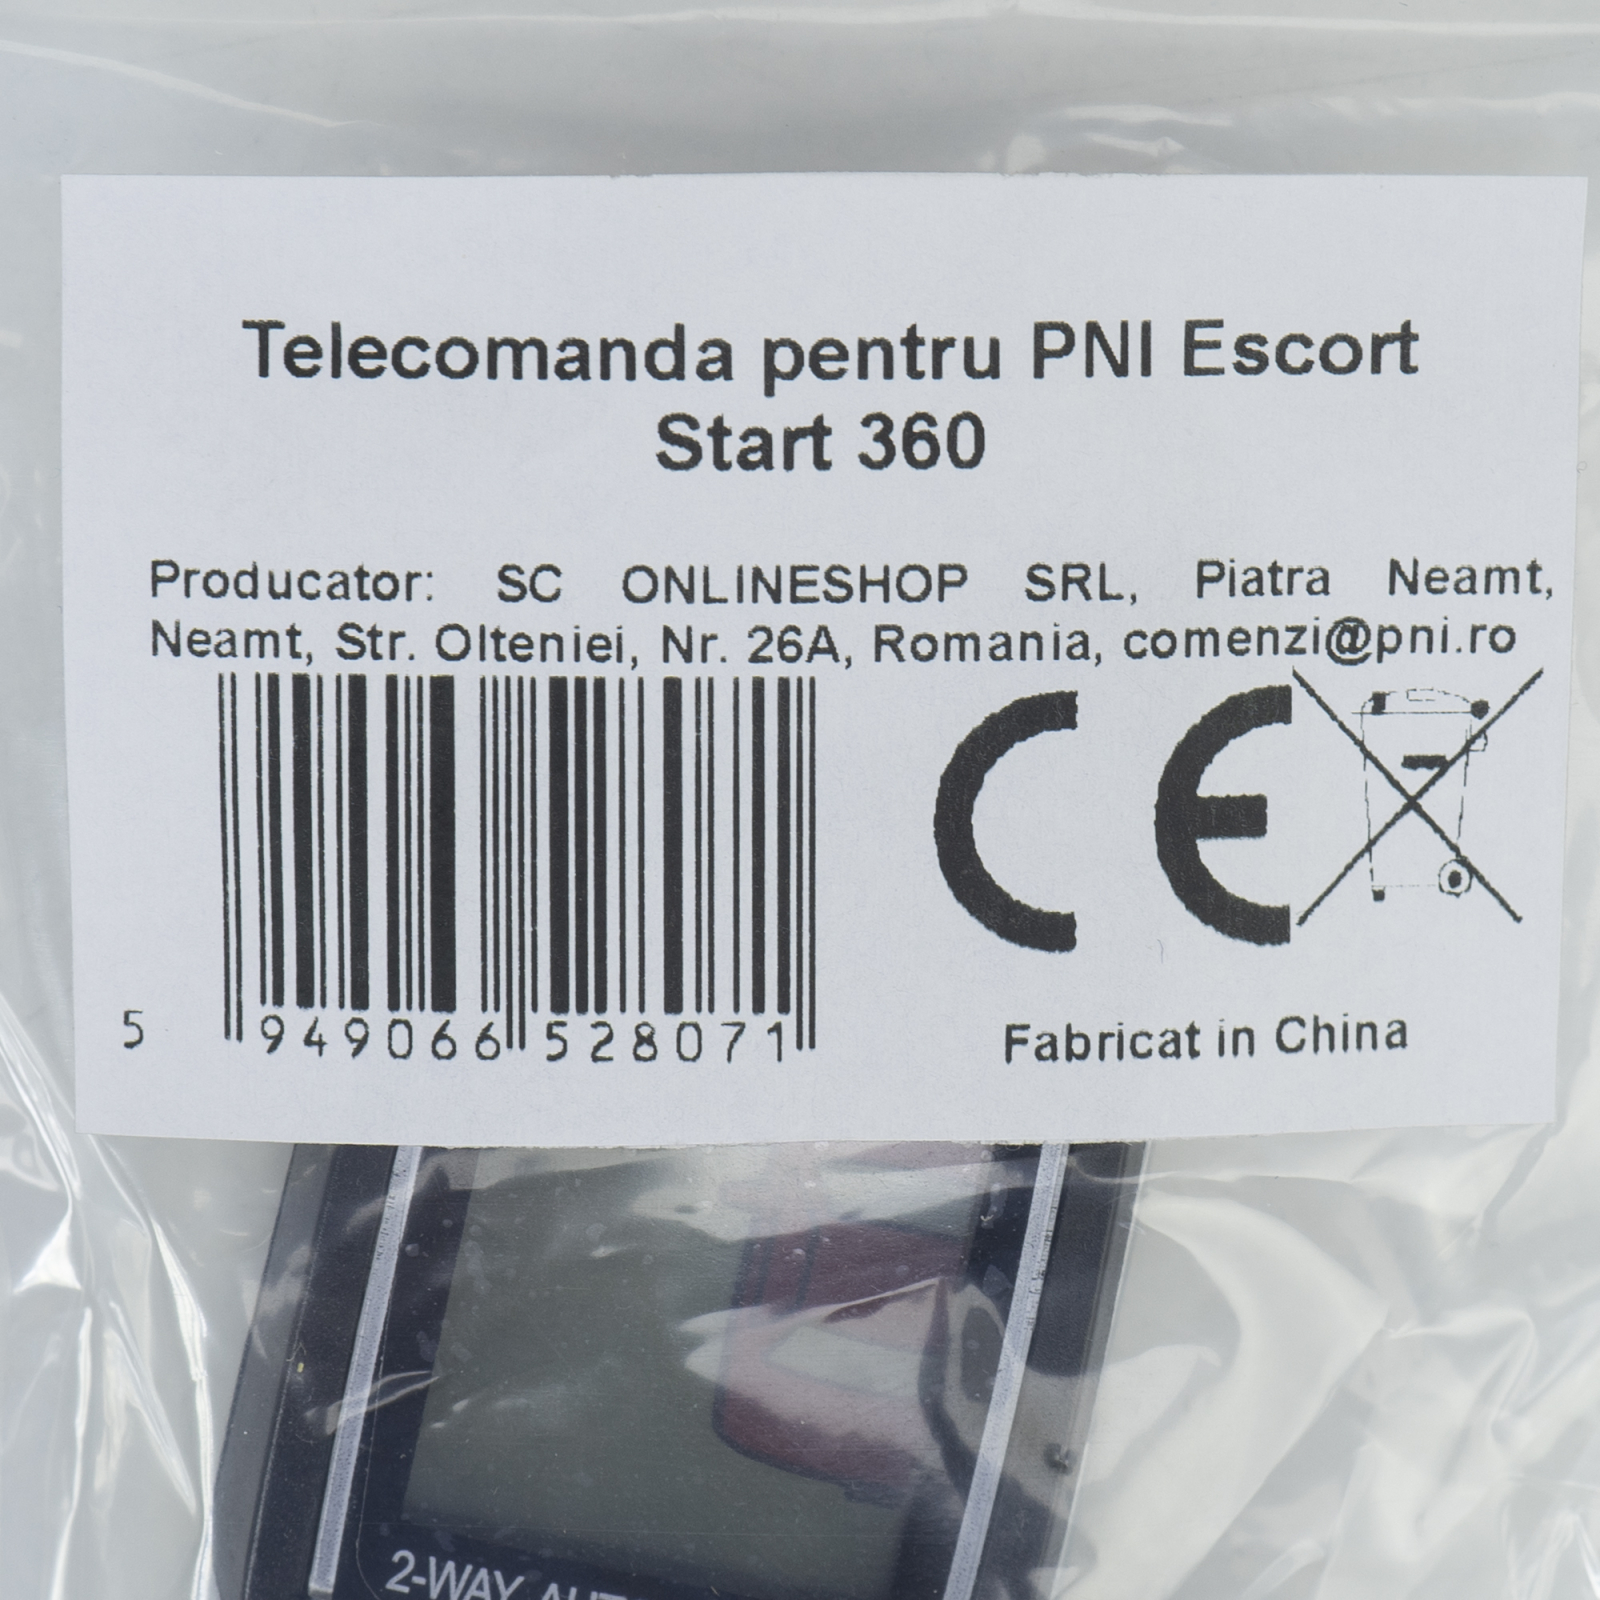 Telecomanda pentru PNI Escort
Start 360
Producator: SC ONLINESHOP SRL, Piatra Neamt,
Neamt, Str. Olteniei, Nr. 26A, Romania, comenzi@pni.ro
CE
5 949066 528071
Fabricat in China
2-WAY